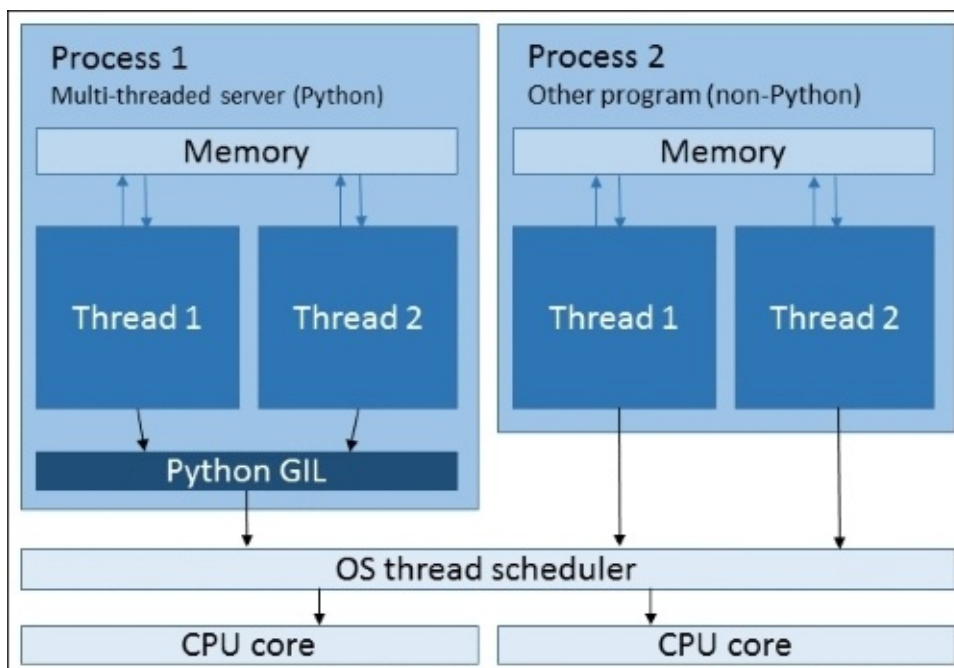 Process 1
Multi-threaded server (Python)
Memory
Thread 1
Thread 2
Python GIL
Process 2
Other program (non-Python)
Memory
Thread 1
Thread 2
OS thread scheduler
CPU core
CPU core